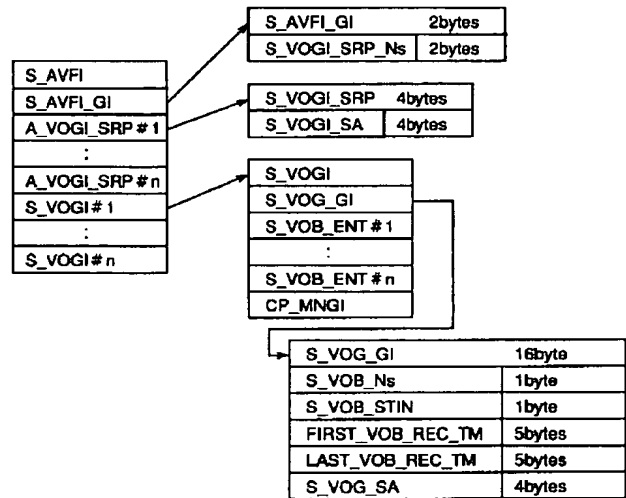 S_AVFI_GI 2bytes
S_VOGI_SRP_Ns 2bytes
S_AVFI
S_AVFI_GI
A_VOGI_SRP#1
:
A_VOGI_SRP#n
S_VOGI#1
:
S_VOGI#n
S_VOGI_SRP 4bytes
S_VOGI_SA 4bytes
S_VOGI
S_VOG_GI
S_VOB_ENT#1
:
S_VOB_ENT#n
CP_MNGI
S_VOG_GI 16byte
S_VOB_Ns 1byte
S_VOB_STIN 1byte
FIRST_VOB_REC_TM 5bytes
LAST_VOB_REC_TM 5bytes
S_VOG_SA 4bytes